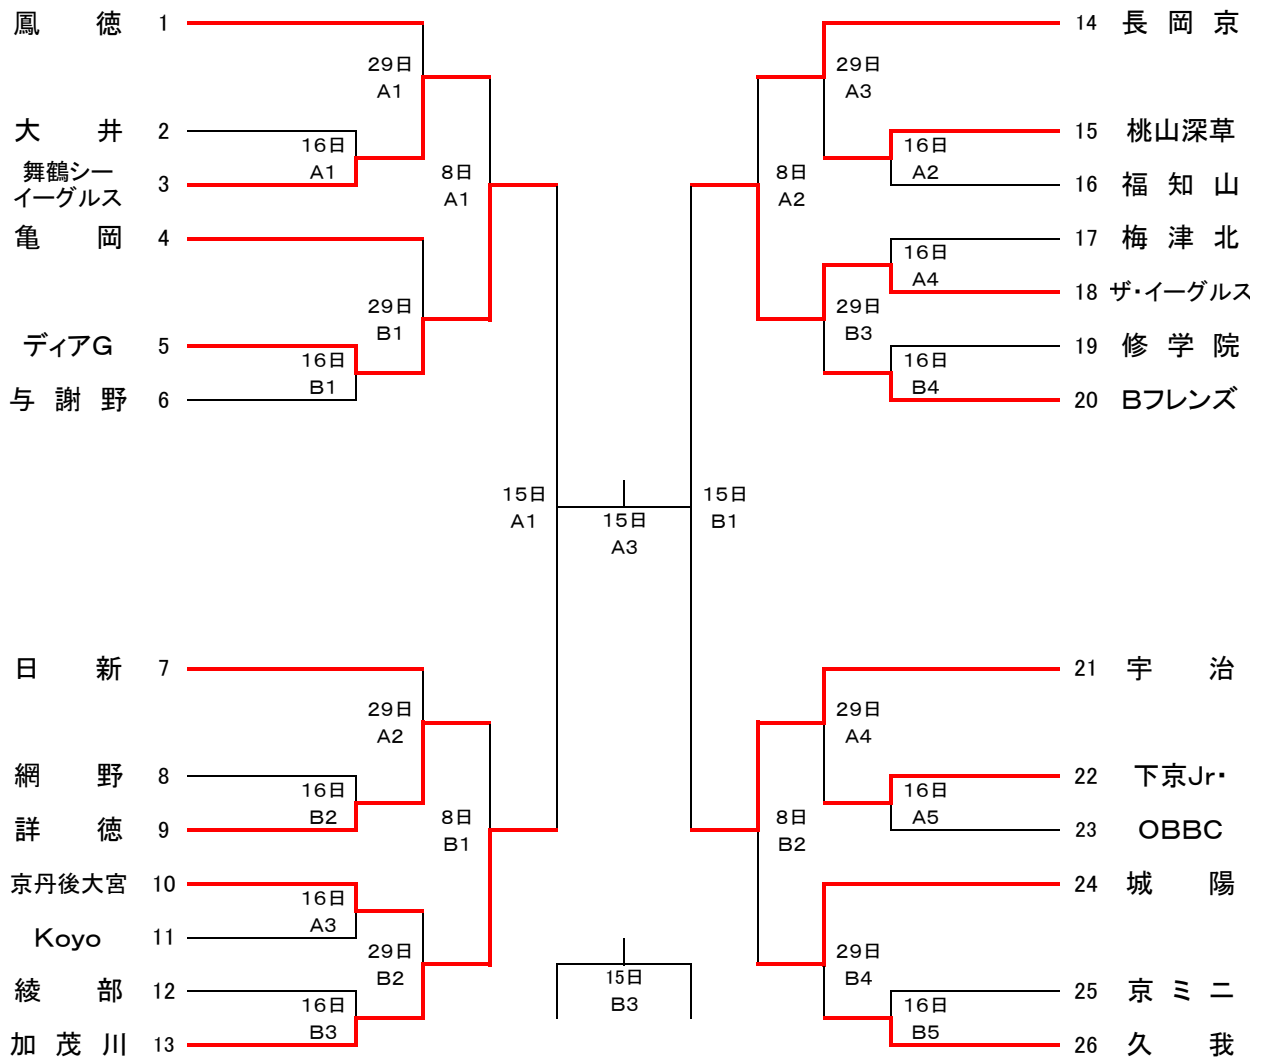 鳳 徳 1
29日
A1
大 井 2
16日
A1
舞鶴シー
イーグルス 3
8日
A1
亀 岡 4
29日
B1
ディアG 5
16日
B1
与 謝 野 6
15日
A1
日 新 7
29日
A2
網 野 8
16日
B2
詳 徳 9
8日
B1
京丹後大宮 10
16日
A3
Koyo 11
29日
B2
綾 部 12
16日
B3
加 茂 川 13
15日
A3
15日
B3
14 長 岡 京
29日
A3
15 桃山深草
16日
A2
16 福 知 山
8日
A2
17 梅 津 北
16日
A4
18 ザ・イーグルス
29日
B3
19 修 学 院
16日
B4
20 Bフレンズ
15日
B1
21 宇 治
29日
A4
22 下京Jr・
16日
A5
23 OBBC
8日
B2
24 城 陽
29日
B4
25 京 ミ ニ
16日
B5
26 久 我